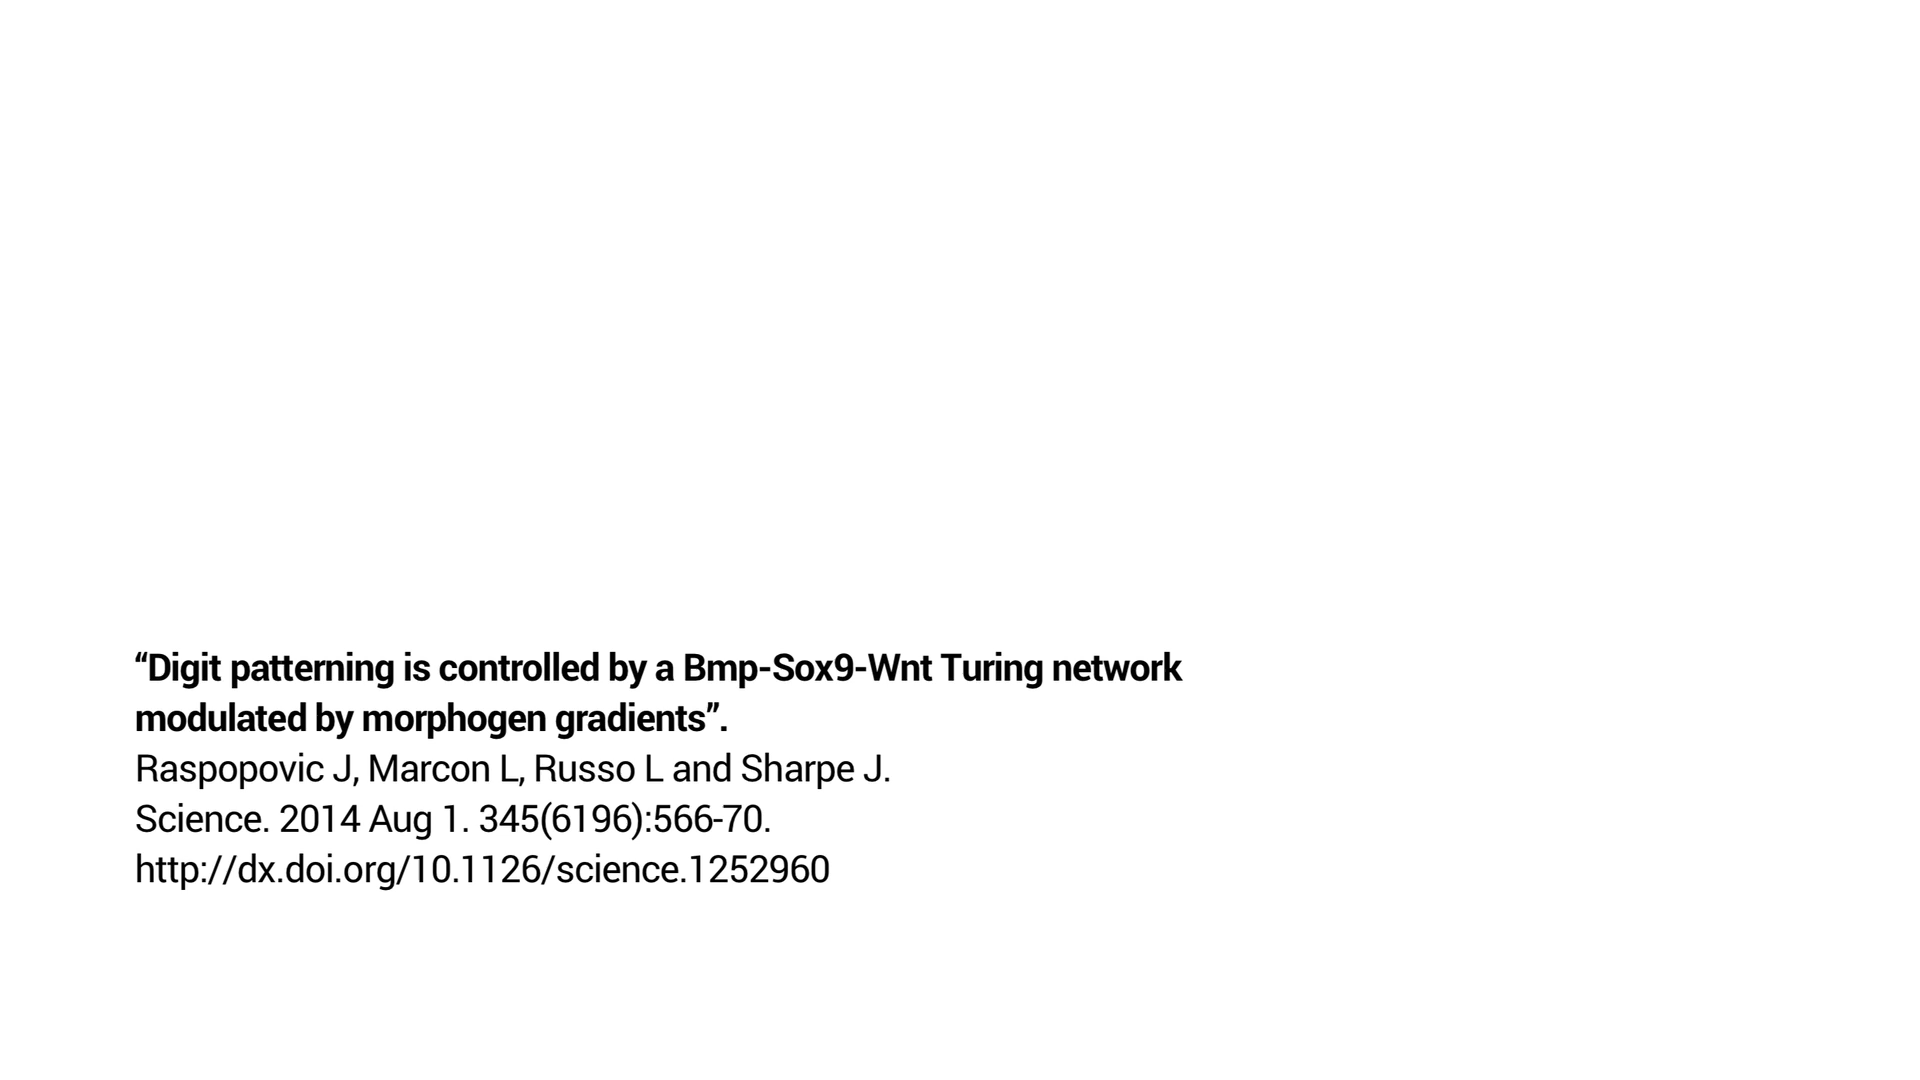 “Digit patterning is controlled by a Bmp-Sox9-Wnt Turing network
modulated by morphogen gradients”.
Raspopovic J, Marcon L, Russo L and Sharpe J.
Science. 2014 Aug 1. 345(6196):566-70.
http://dx.doi.org/10.1126/science.1252960